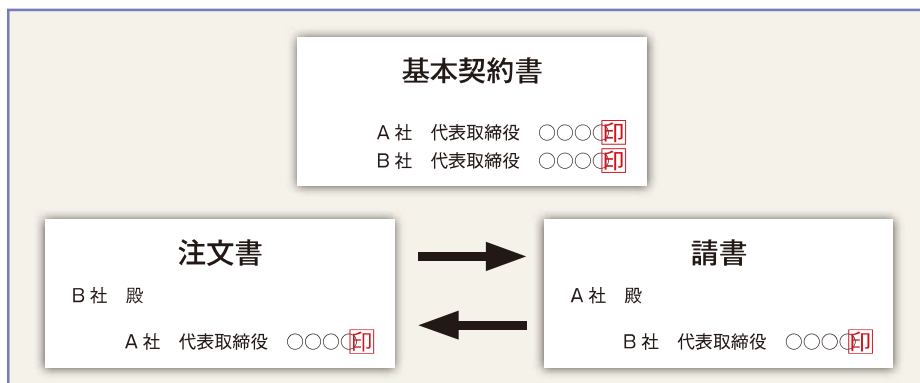 基本契約書
A社 代表取締役 ○○○○印
B社 代表取締役 ○○○○印
注文書
B社 殿
A社 代表取締役 ○○○○印
請書
A社 殿
B社 代表取締役 ○○○○印